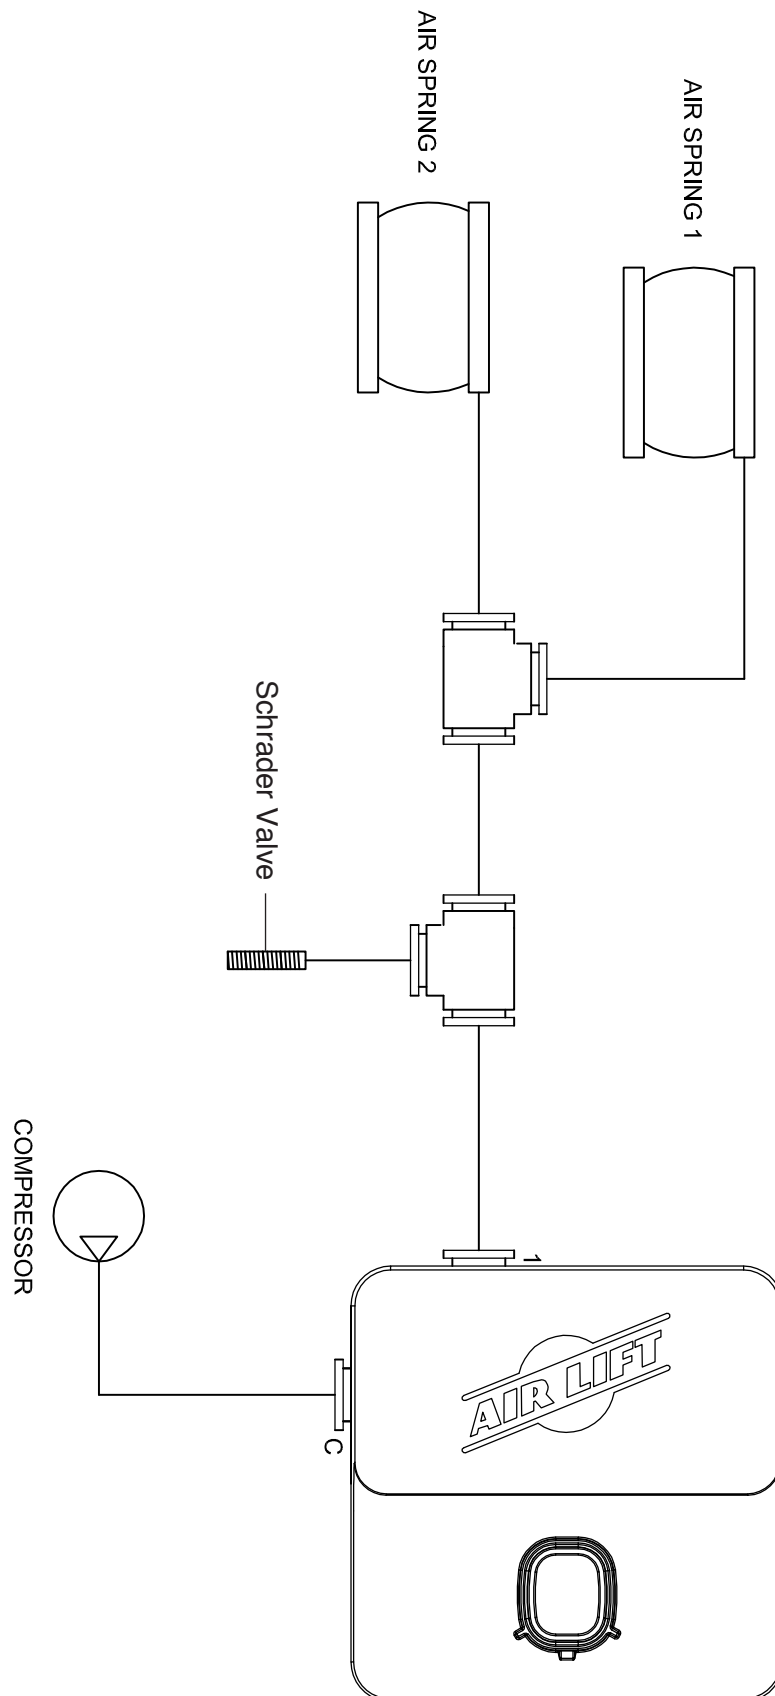 AIR SPRING 1
AIR SPRING 2
Schrader Valve
1
AIR LIFT
COMPRESSOR
C